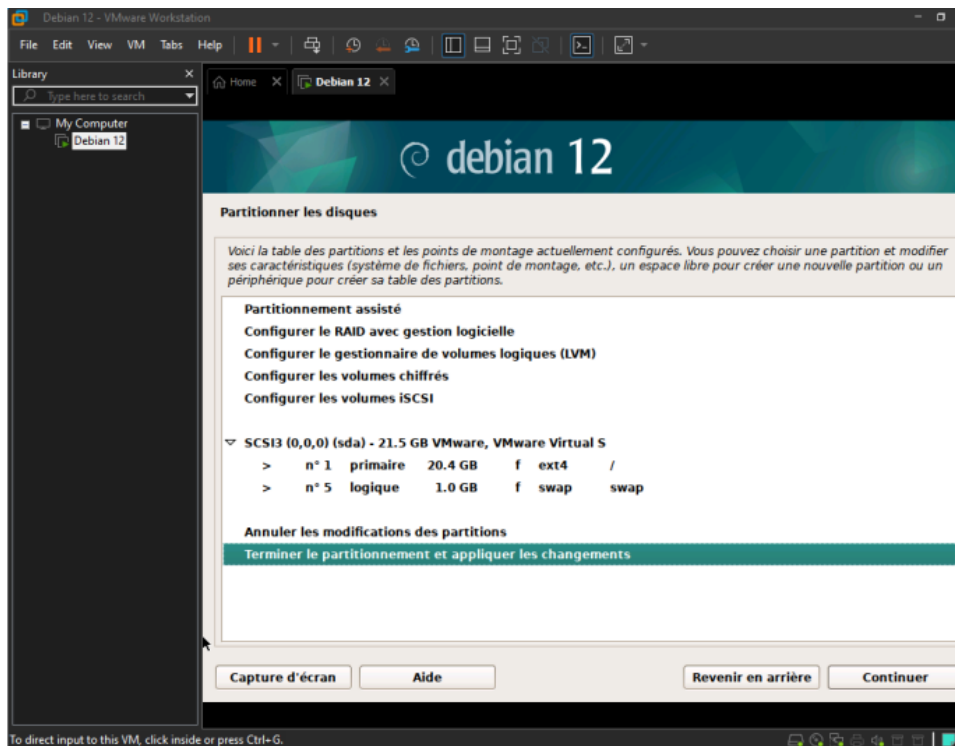 Debian 12 - VMware Workstation
File Edit View VM Tabs Help
Library
Type here to search
My Computer
Debian 12
Home
Debian 12
debian 12
Partitionner les disques
Voici la table des partitions et les points de montage actuellement configurés. Vous pouvez choisir une partition et modifier
ses caractéristiques (système de fichiers, point de montage, etc.), un espace libre pour créer une nouvelle partition ou un
périphérique pour créer sa table des partitions.
Partitionnement assisté
Configurer le RAID avec gestion logicielle
Configurer le gestionnaire de volumes logiques (LVM)
Configurer les volumes chiffrés
Configurer les volumes iSCSI
SCSI3 (0,0,0) (sda) - 21.5 GB VMware, VMware Virtual S
> n° 1 primaire 20.4 GB f ext4 /
> n° 5 logique 1.0 GB f swap swap
Annuler les modifications des partitions
Terminer le partitionnement et appliquer les changements
Capture d'écran Aide Revenir en arrière Continuer
To direct input to this VM, click inside or press Ctrl+G.